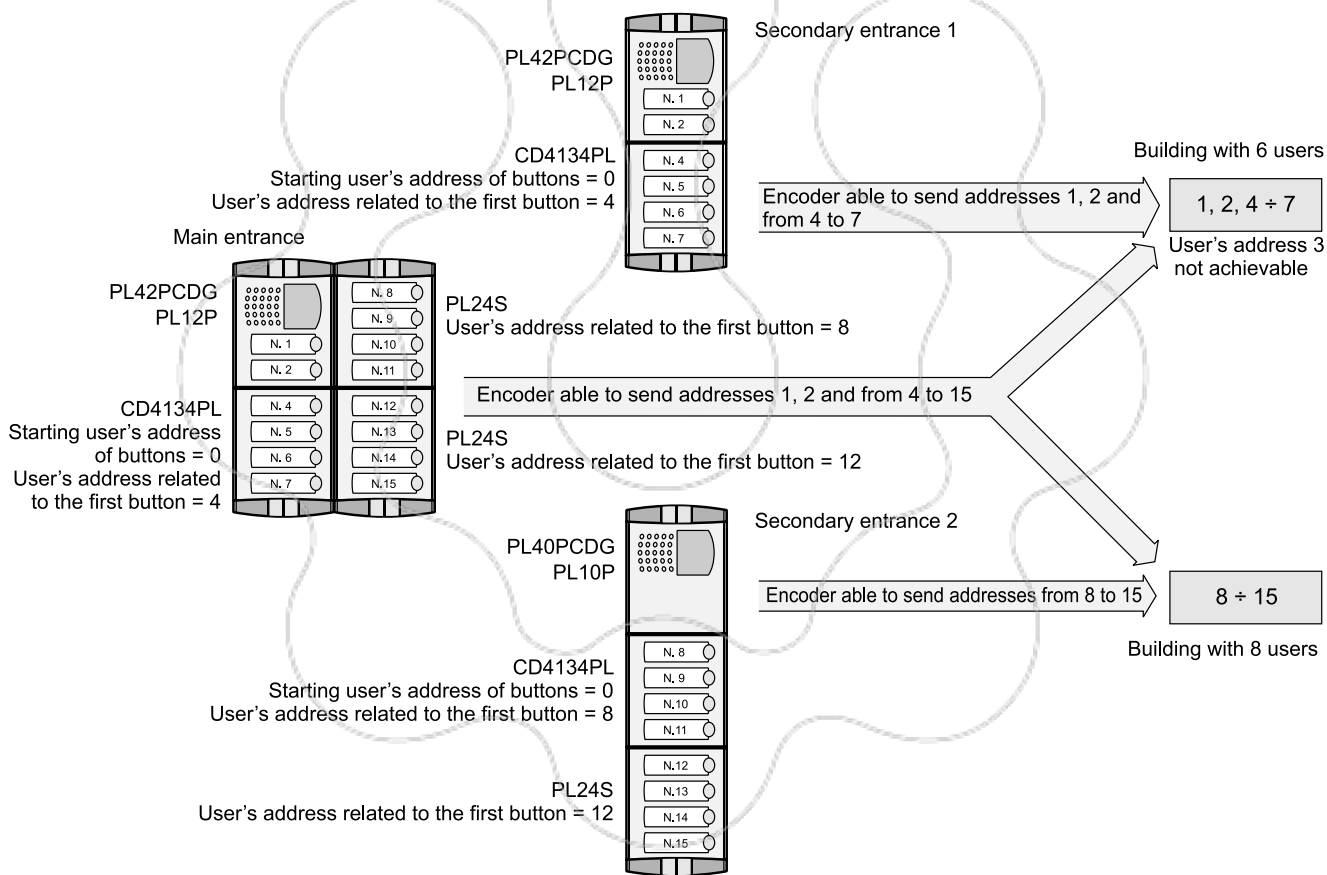 Secondary entrance 1
PL42PCDG
PL12P
N. 1
N. 2
CD4134PL
Starting user's address of buttons = 0
User's address related to the first button = 4
N. 4
N. 5
N. 6
N. 7
Encoder able to send addresses 1, 2 and
from 4 to 7
Building with 6 users
1, 2, 4 ÷ 7
User's address 3
not achievable
Main entrance
PL42PCDG
PL12P
N. 1
N. 2
N. 8
N. 9
N.10
N.11
PL24S
User's address related to the first button = 8
CD4134PL
Starting user's address
of buttons = 0
User's address related
to the first button = 4
N. 4
N. 5
N. 6
N. 7
N.12
N.13
N.14
N.15
PL24S
User's address related to the first button = 12
Encoder able to send addresses 1, 2 and from 4 to 15
Secondary entrance 2
PL40PCDG
PL10P
Encoder able to send addresses from 8 to 15
8 ÷ 15
Building with 8 users
CD4134PL
Starting user's address of buttons = 0
User's address related to the first button = 8
N. 8
N. 9
N.10
N.11
PL24S
User's address related to the first button = 12
N.12
N.13
N.14
N.15